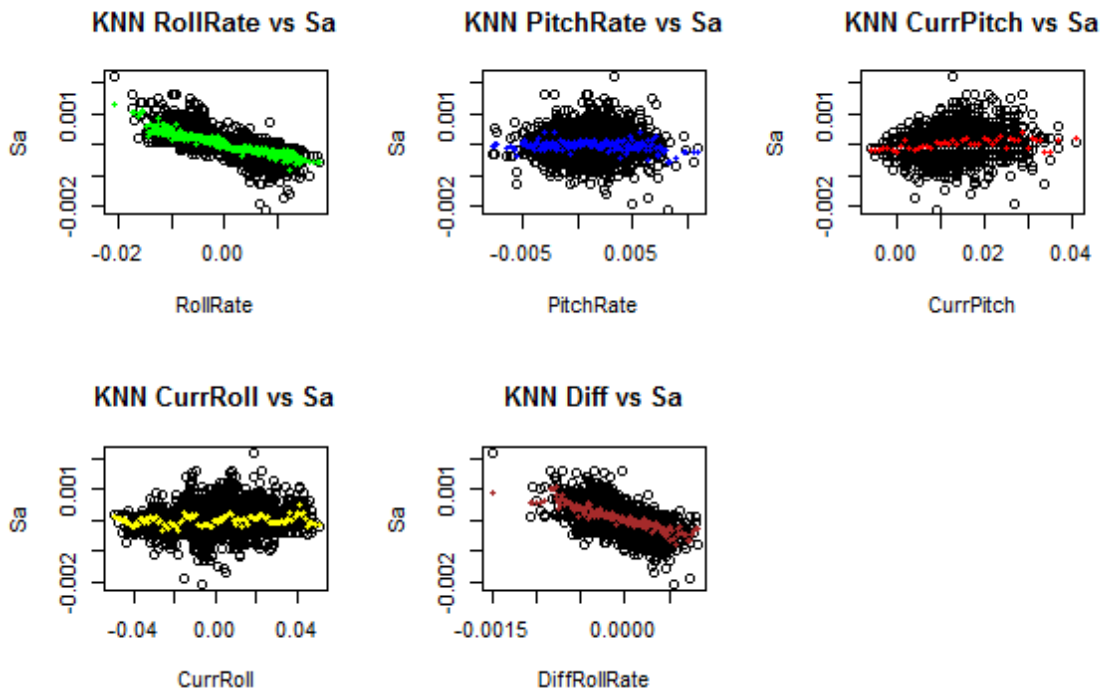 KNN RollRate vs Sa
KNN PitchRate vs Sa
KNN CurrPitch vs Sa
Sa
0.001
-0.002
-0.02 0.00
RollRate
Sa
0.001
-0.002
-0.005 0.005
PitchRate
Sa
0.001
-0.002
0.00 0.02 0.04
CurrPitch
KNN CurrRoll vs Sa
KNN Diff vs Sa
Sa
0.001
-0.002
-0.04 0.00 0.04
CurrRoll
Sa
0.001
-0.002
-0.0015 0.0000
DiffRollRate